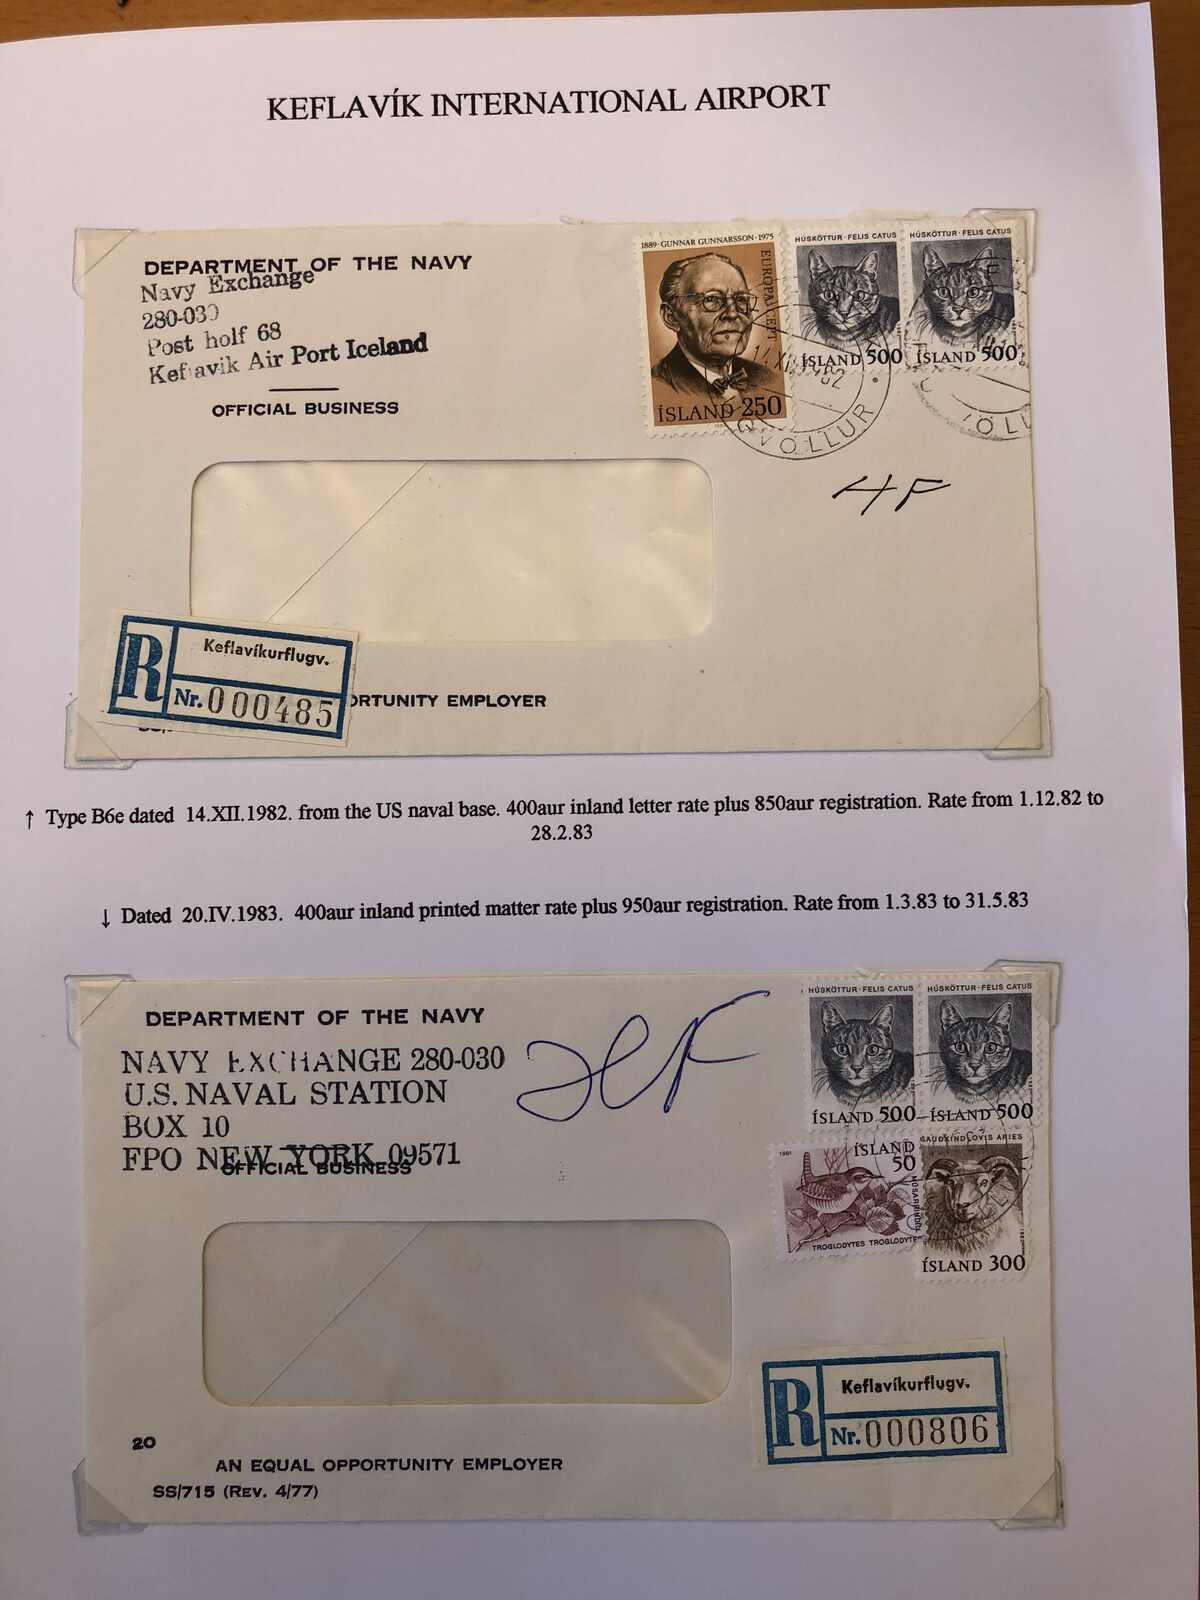 KEFLAVÍK INTERNATIONAL AIRPORT
DEPARTMENT OF THE NAVY
Navy Exchange
280-030
Post holf 68
Keflavik Air Port Iceland
OFFICIAL BUSINESS
1889·GUNNAR GUNNARSSON·1975
EUROPA CEPT
ÍSLAND 250
HÚSKÖTTUR·FELIS CATUS
ÍSLAND 500
HÚSKÖTTUR·FELIS CATUS
ÍSLAND 500
VÖLLUR
HF
R
Keflavíkurflugv.
Nr. 000485
ORTUNITY EMPLOYER
↑ Type B6e dated 14.XII.1982. from the US naval base. 400aur inland letter rate plus 850aur registration. Rate from 1.12.82 to
28.2.83
↓ Dated 20.IV.1983. 400aur inland printed matter rate plus 950aur registration. Rate from 1.3.83 to 31.5.83
DEPARTMENT OF THE NAVY
NAVY EXCHANGE 280-030
U.S. NAVAL STATION
BOX 10
FPO NEW YORK 09571
OFFICIAL BUSINESS
HÚSKÖTTUR·FELIS CATUS
ÍSLAND 500
HÚSKÖTTUR·FELIS CATUS
ÍSLAND 500
1981
ÍSLAND
50
MÚSARRINDILL
TROGLODYTES TROGLODYTES
SAUÐKIND·OVIS ARIES
ÍSLAND 300
R
Keflavíkurflugv.
Nr. 000806
20
AN EQUAL OPPORTUNITY EMPLOYER
SS/715 (REV. 4/77)